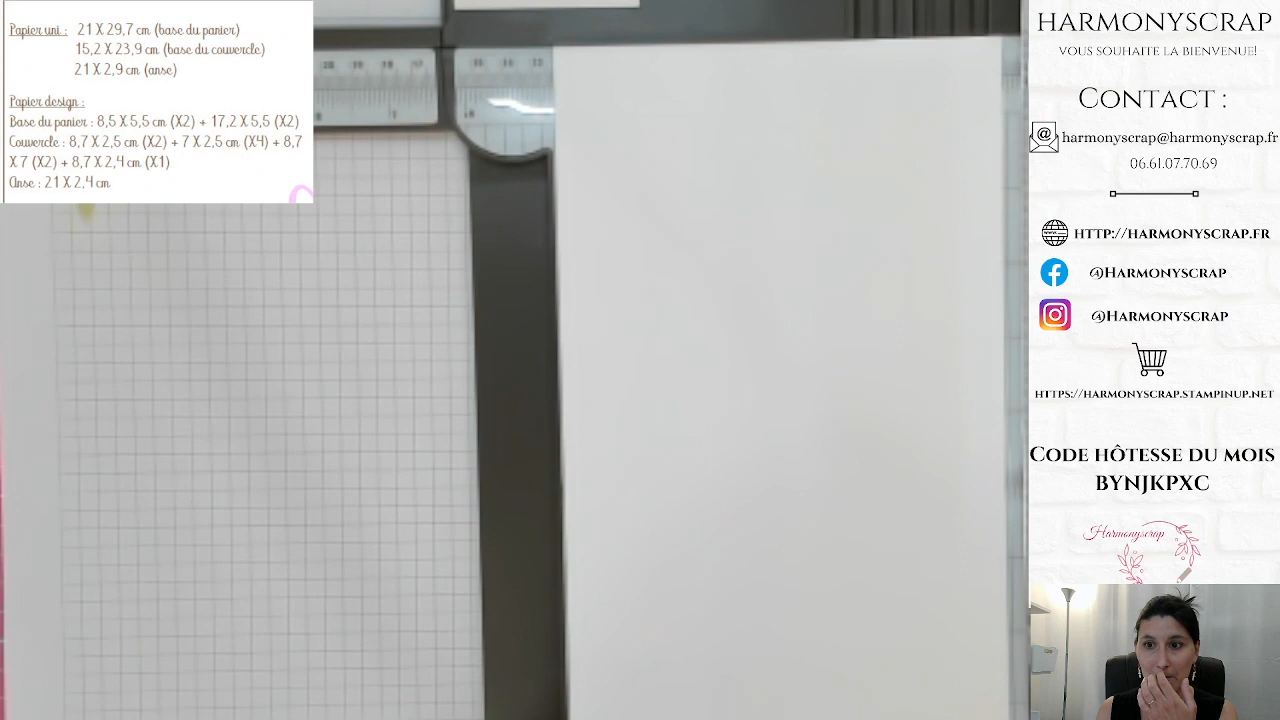 Papier uni : 21 X 29,7 cm (base du panier)
15,2 X 23,9 cm (base du couvercle)
21 X 2,9 cm (anse)
Papier design :
Base du panier : 8,5 X 5,5 cm (X2) + 17,2 X 5,5 (X2)
Couvercle : 8,7 X 2,5 cm (X2) + 7 X 2,5 cm (X4) + 8,7
X 7 (X2) + 8,7 X 2,4 cm (X1)
Anse : 21 X 2,4 cm
HARMONYSCRAP
VOUS SOUHAITE LA BIENVENUE!
CONTACT :
harmonyscrap@harmonyscrap.fr
06.61.07.70.69
HTTP://HARMONYSCRAP.FR
@HARMONYSCRAP
@HARMONYSCRAP
HTTPS://HARMONYSCRAP.STAMPINUP.NET
CODE HÔTESSE DU MOIS
BYNJKPXC
Harmonyscrap